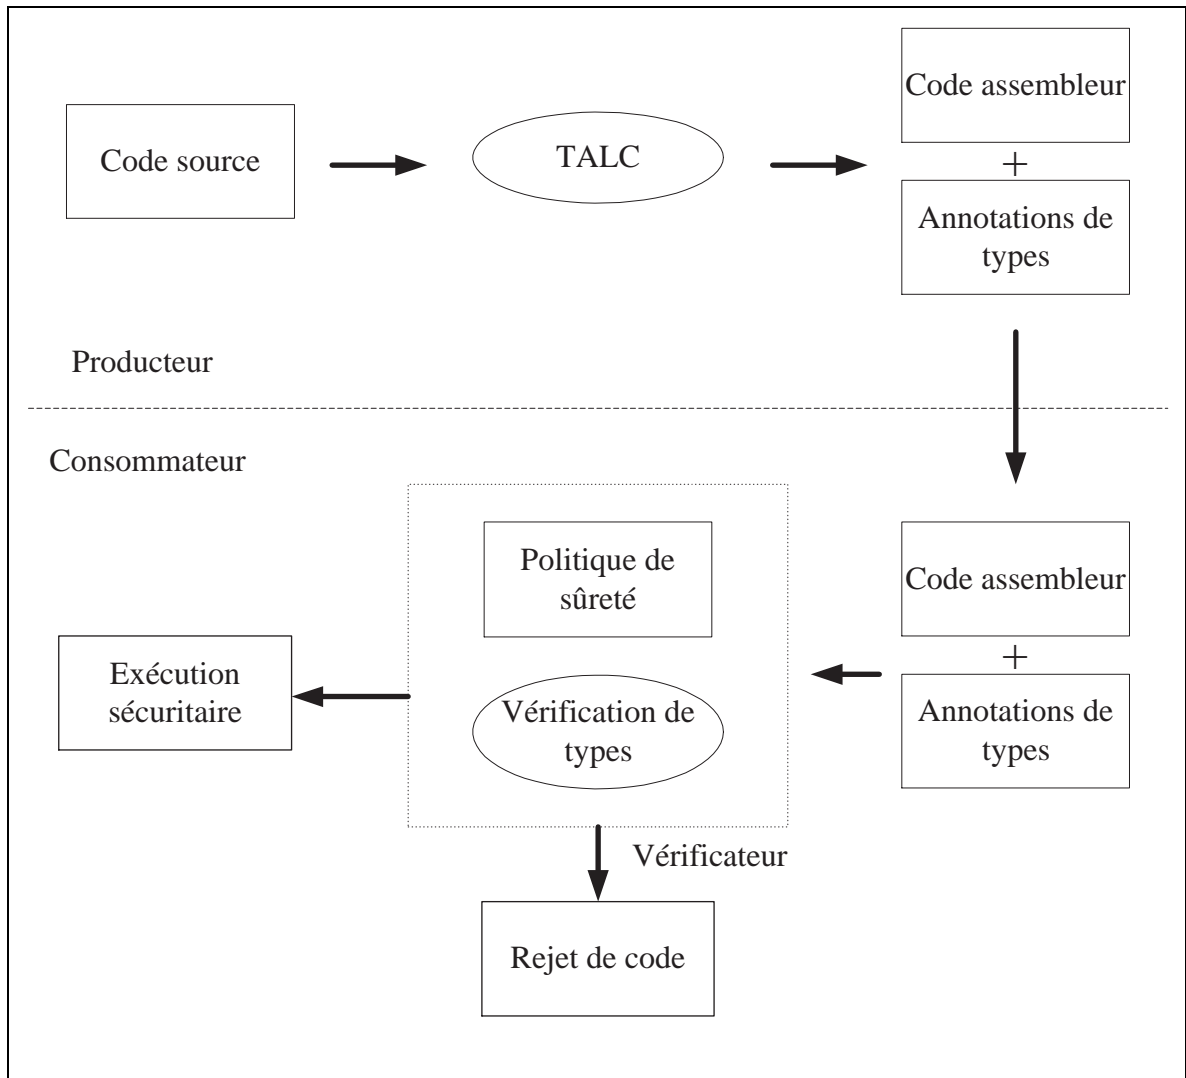 Code source
TALC
Code assembleur
+
Annotations de
types
Producteur
Consommateur
Politique de
sûreté
Vérification de
types
Code assembleur
+
Annotations de
types
Exécution
sécuritaire
Vérificateur
Rejet de code